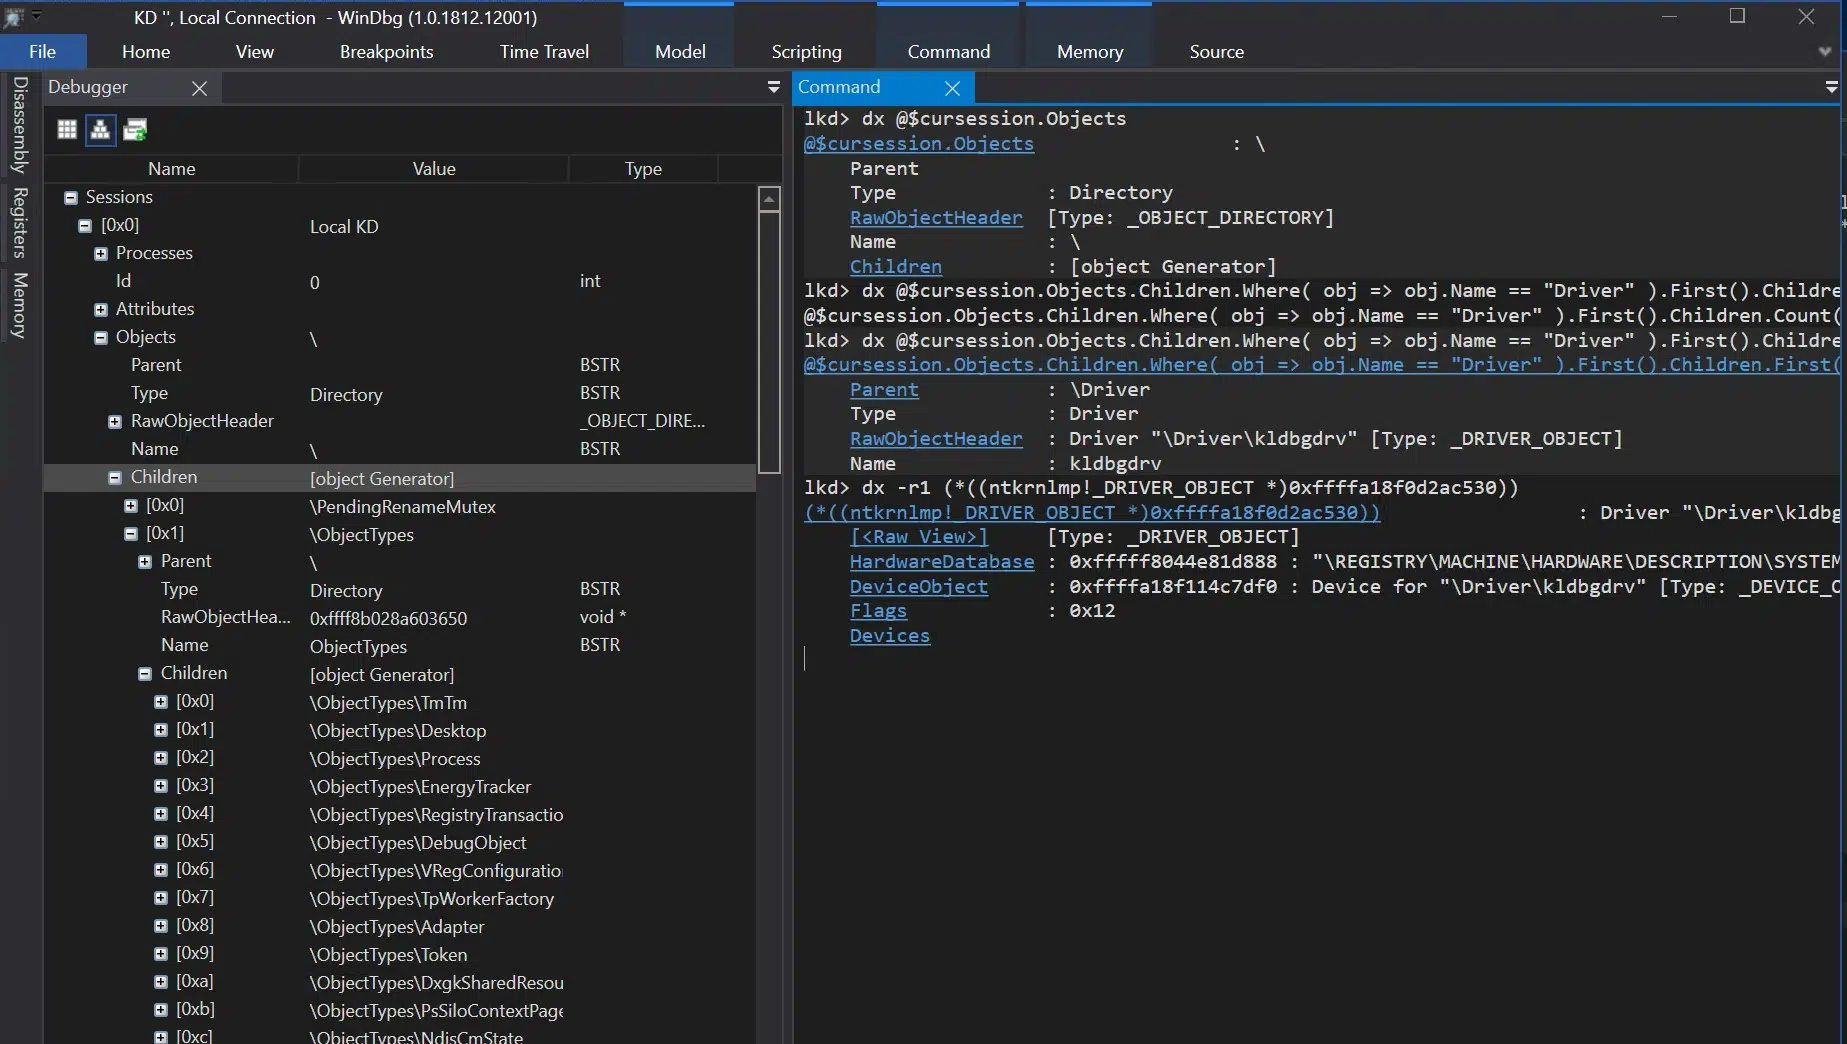 KD '', Local Connection - WinDbg (1.0.1812.12001)
File Home View Breakpoints Time Travel Model Scripting Command Memory Source
Disassembly
Registers
Memory
Debugger
Name Value Type
Sessions
[0x0] Local KD
Processes
Id 0 int
Attributes
Objects \
Parent BSTR
Type Directory BSTR
RawObjectHeader _OBJECT_DIRE...
Name \ BSTR
Children [object Generator]
[0x0] \PendingRenameMutex
[0x1] \ObjectTypes
Parent \
Type Directory BSTR
RawObjectHea... 0xffff8b028a603650 void *
Name ObjectTypes BSTR
Children [object Generator]
[0x0] \ObjectTypes\TmTm
[0x1] \ObjectTypes\Desktop
[0x2] \ObjectTypes\Process
[0x3] \ObjectTypes\EnergyTracker
[0x4] \ObjectTypes\RegistryTransactio
[0x5] \ObjectTypes\DebugObject
[0x6] \ObjectTypes\VRegConfiguratio
[0x7] \ObjectTypes\TpWorkerFactory
[0x8] \ObjectTypes\Adapter
[0x9] \ObjectTypes\Token
[0xa] \ObjectTypes\DxgkSharedResou
[0xb] \ObjectTypes\PsSiloContextPage
[0xc] \ObjectTypes\NdisCmState
Command
lkd> dx @$cursession.Objects
@$cursession.Objects : \
Parent
Type : Directory
RawObjectHeader [Type: _OBJECT_DIRECTORY]
Name : \
Children : [object Generator]
lkd> dx @$cursession.Objects.Children.Where( obj => obj.Name == "Driver" ).First().Childre
@$cursession.Objects.Children.Where( obj => obj.Name == "Driver" ).First().Children.Count(
lkd> dx @$cursession.Objects.Children.Where( obj => obj.Name == "Driver" ).First().Childre
@$cursession.Objects.Children.Where( obj => obj.Name == "Driver" ).First().Children.First(
Parent : \Driver
Type : Driver
RawObjectHeader : Driver "\Driver\kldbgdrv" [Type: _DRIVER_OBJECT]
Name : kldbgdrv
lkd> dx -r1 (*((ntkrnlmp!_DRIVER_OBJECT *)0xffffa18f0d2ac530))
(*((ntkrnlmp!_DRIVER_OBJECT *)0xffffa18f0d2ac530)) : Driver "\Driver\kldbg
[<Raw View>] [Type: _DRIVER_OBJECT]
HardwareDatabase : 0xfffff8044e81d888 : "\REGISTRY\MACHINE\HARDWARE\DESCRIPTION\SYSTEM
DeviceObject : 0xffffa18f114c7df0 : Device for "\Driver\kldbgdrv" [Type: _DEVICE_O
Flags : 0x12
Devices